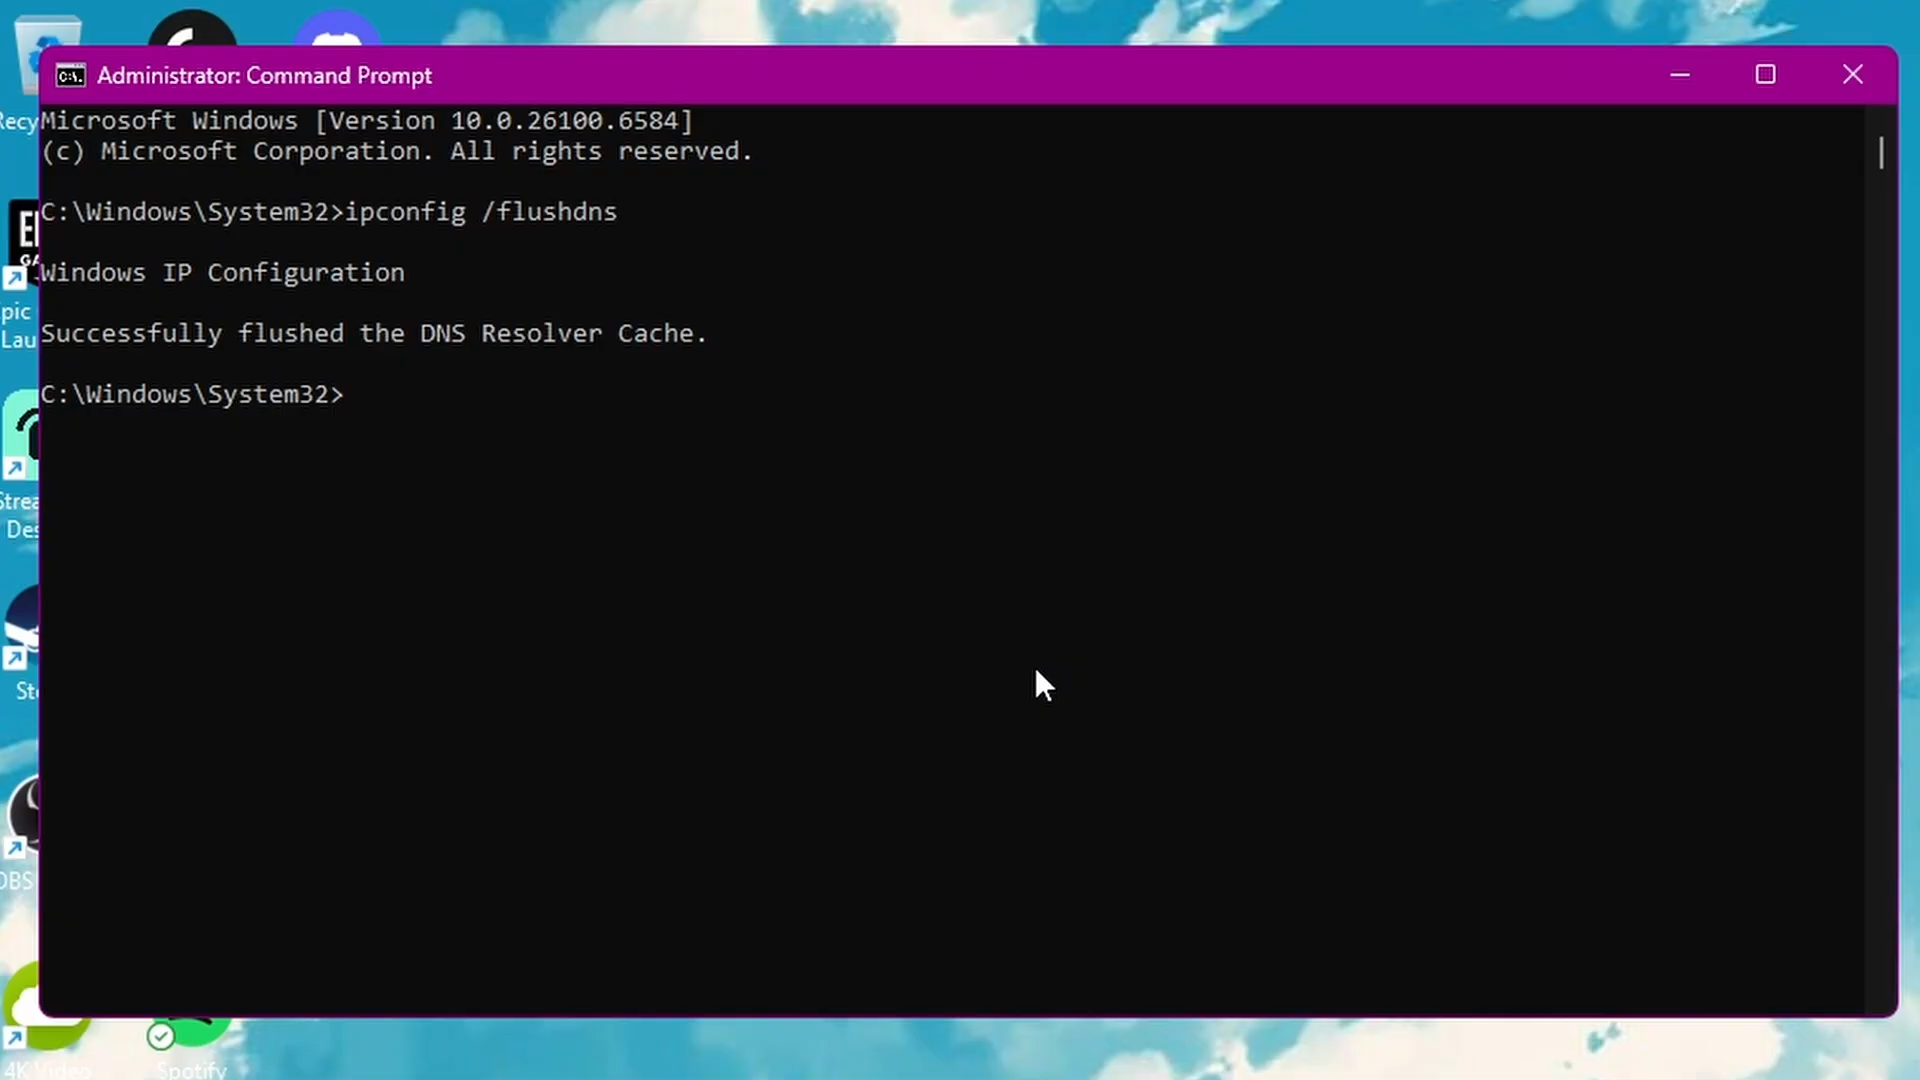 Administrator: Command Prompt
Microsoft Windows [Version 10.0.26100.6584]
(c) Microsoft Corporation. All rights reserved.
C:\Windows\System32>ipconfig /flushdns
Windows IP Configuration
Successfully flushed the DNS Resolver Cache.
C:\Windows\System32>
Recy
pic
Lau
Strea
Des
Ste
OBS
4K Video
Spotify